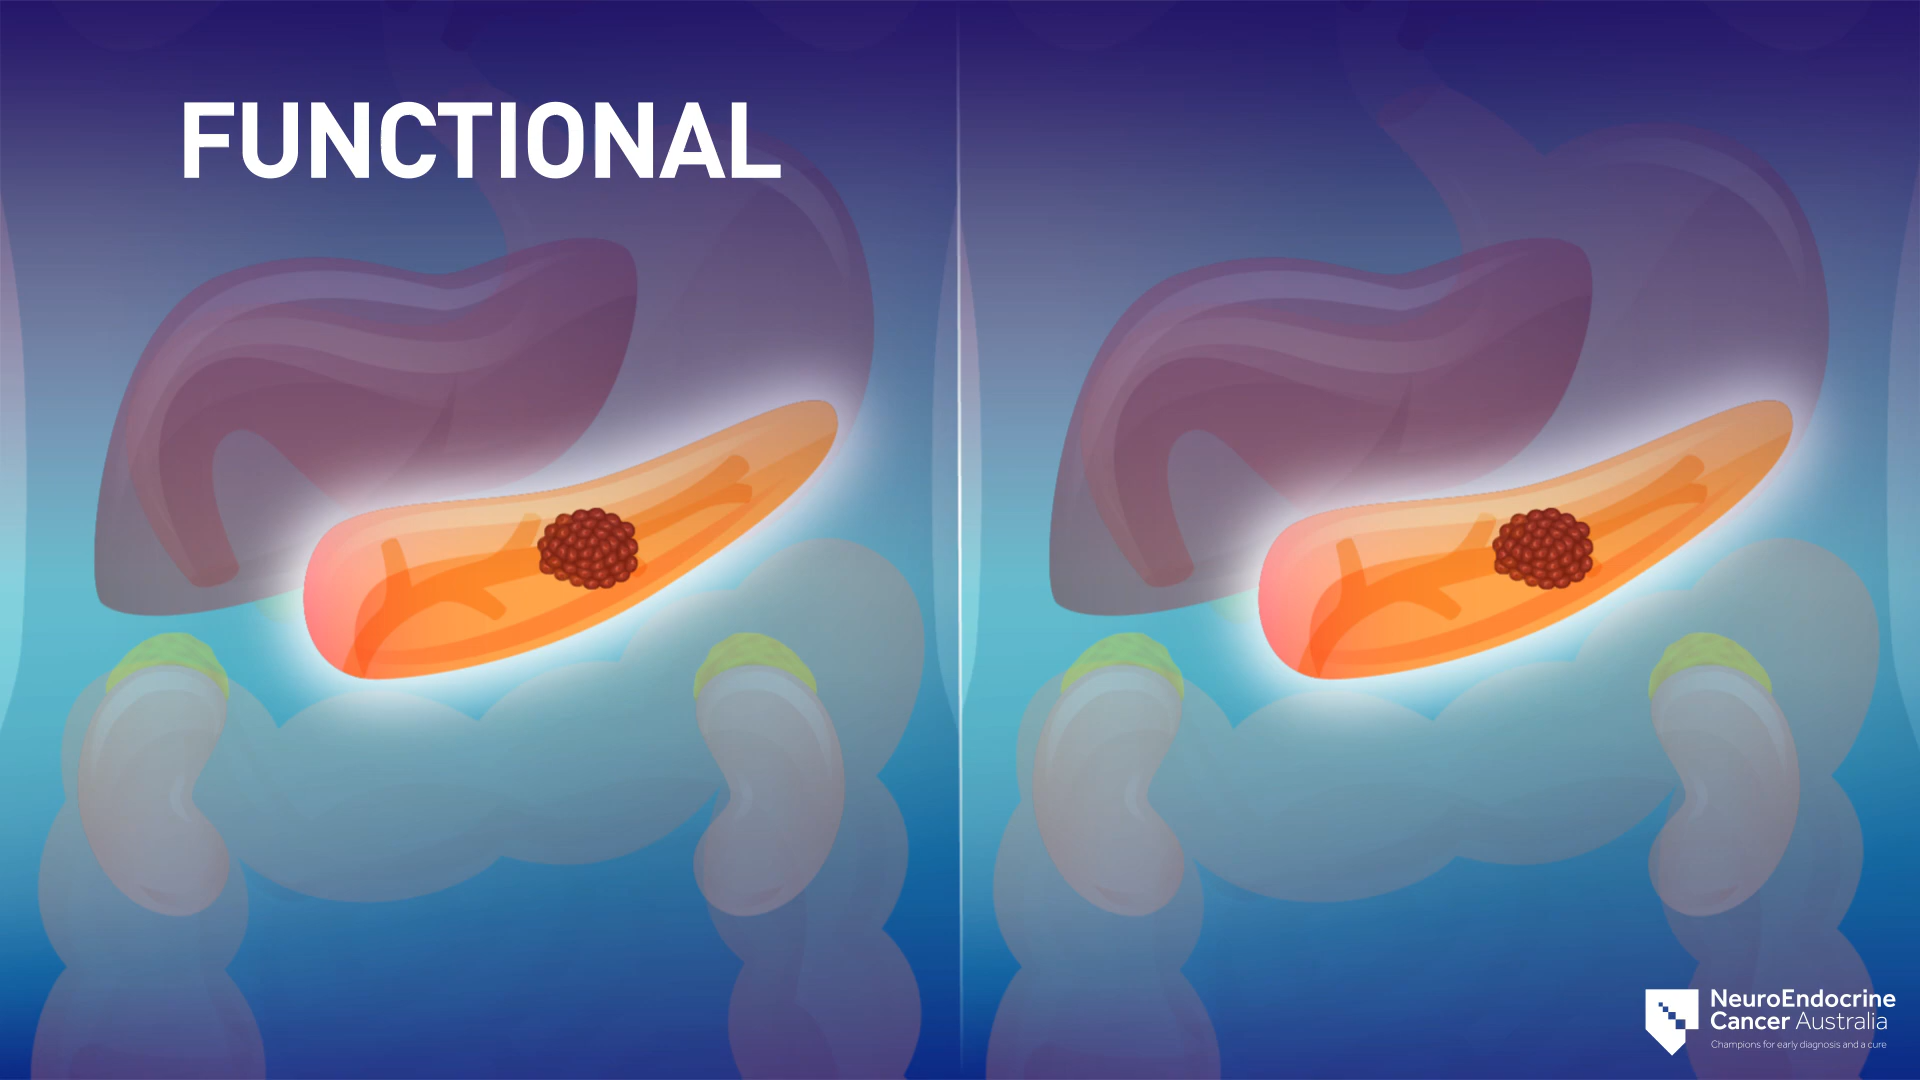 FUNCTIONAL
NeuroEndocrine
Cancer Australia
Champions for early diagnosis and a cure